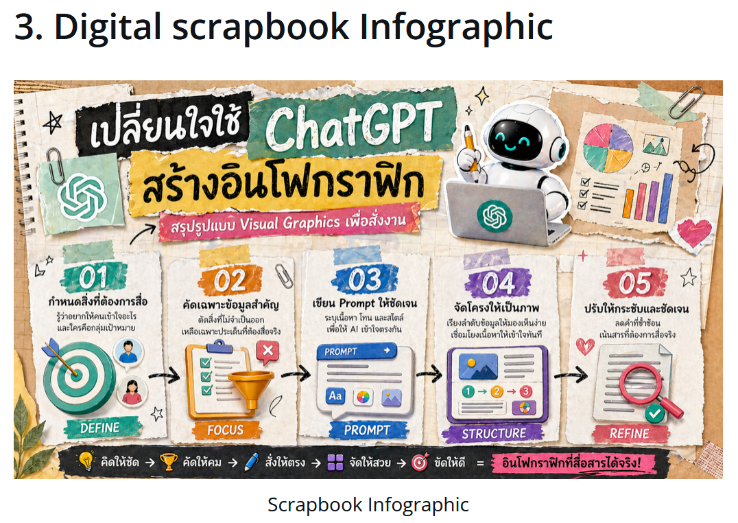 3. Digital scrapbook Infographic
เปลี่ยนใจใช้ ChatGPT
สร้างอินโฟกราฟิก
สรุปรูปแบบ Visual Graphics เพื่อสั่งงาน
01
กำหนดสิ่งที่ต้องการสื่อ
รู้ว่าอยากให้คนเข้าใจอะไร
และใครคือกลุ่มเป้าหมาย
DEFINE
02
คัดเฉพาะข้อมูลสำคัญ
ตัดสิ่งที่ไม่จำเป็นออก
เหลือเฉพาะประเด็นที่ต้องสื่อจริง
FOCUS
03
เขียน Prompt ให้ชัดเจน
ระบุเนื้อหา โทน และสไตล์
เพื่อให้ AI เข้าใจตรงกัน
PROMPT
Aa
PROMPT
04
จัดโครงให้เป็นภาพ
เรียงลำดับข้อมูลให้มองเห็นง่าย
เชื่อมโยงเนื้อหาให้เข้าใจทันที
1 2 3
STRUCTURE
05
ปรับให้กระชับและชัดเจน
ลดคำที่ซ้ำซ้อน
เน้นสารที่ต้องการสื่อจริง
REFINE
คิดให้ชัด → คัดให้คม → สั่งให้ตรง → จัดให้สวย → ขัดให้ดี = อินโฟกราฟิกที่สื่อสารได้จริง!
Scrapbook Infographic